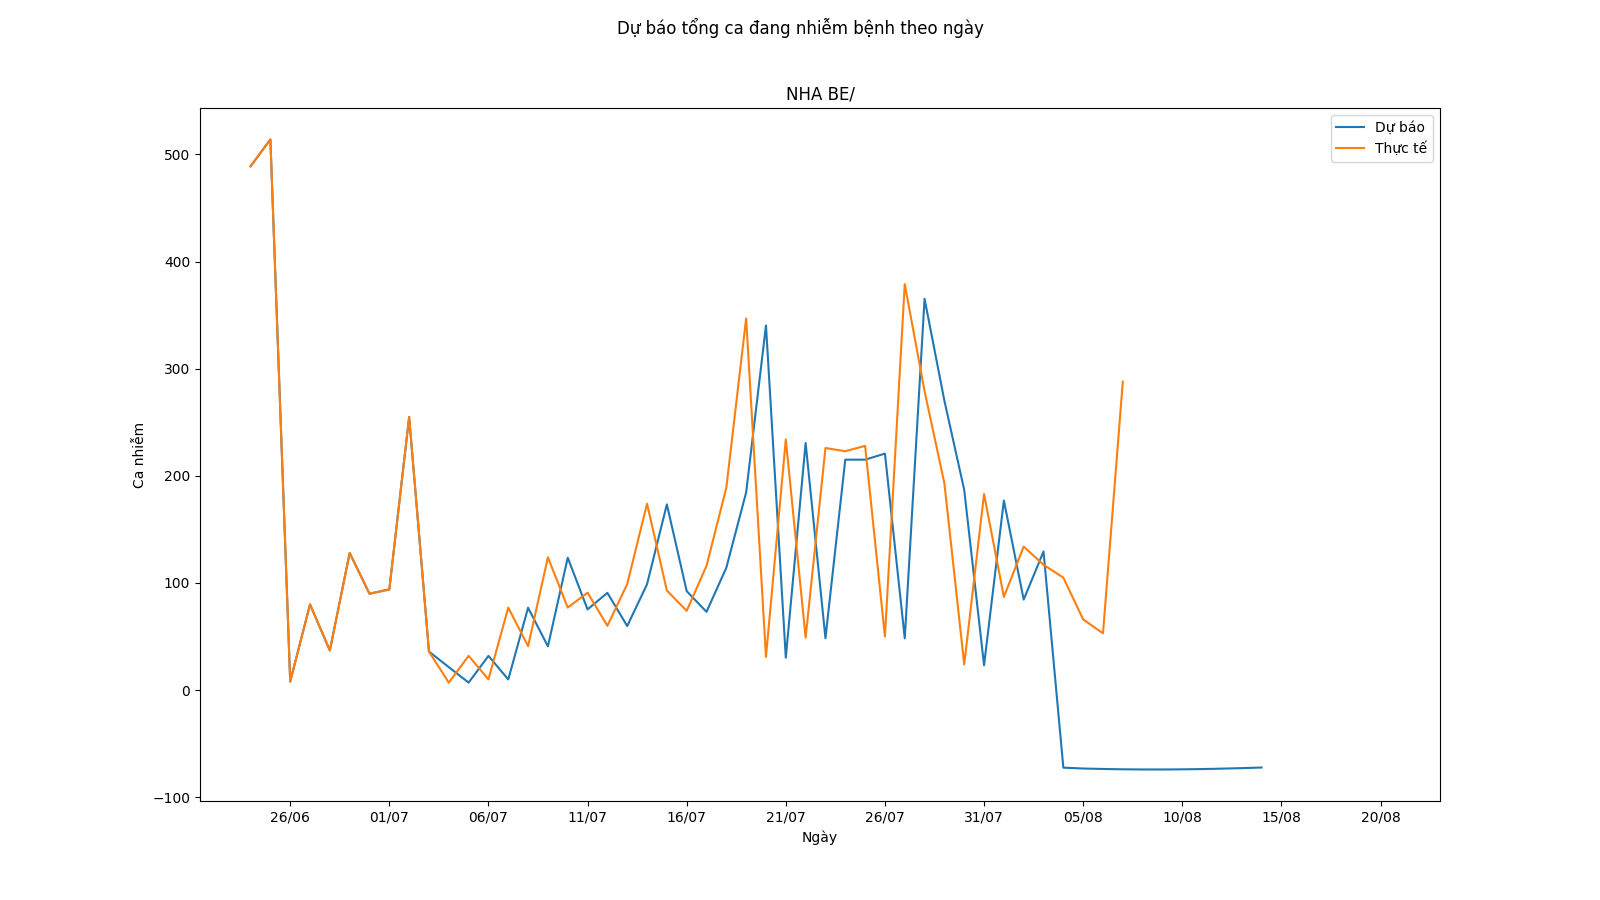 Dự báo tổng ca đang nhiễm bệnh theo ngày
NHA BE/
Dự báo
Thực tế
500
400
300
200
100
0
−100
Ca nhiễm
26/06 01/07 06/07 11/07 16/07 21/07 26/07 31/07 05/08 10/08 15/08 20/08
Ngày